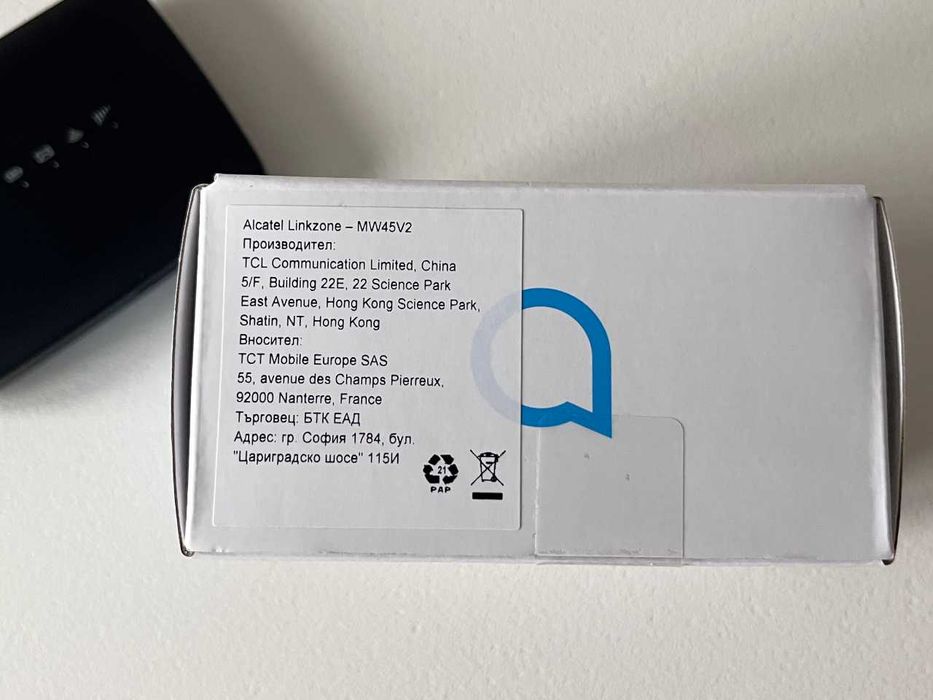 Alcatel Linkzone – MW45V2
Производител:
TCL Communication Limited, China
5/F, Building 22E, 22 Science Park
East Avenue, Hong Kong Science Park,
Shatin, NT, Hong Kong
Вносител:
TCT Mobile Europe SAS
55, avenue des Champs Pierreux,
92000 Nanterre, France
Търговец: БТК ЕАД
Адрес: гр. София 1784, бул.
"Цариградско шосе" 115И
21
PAP